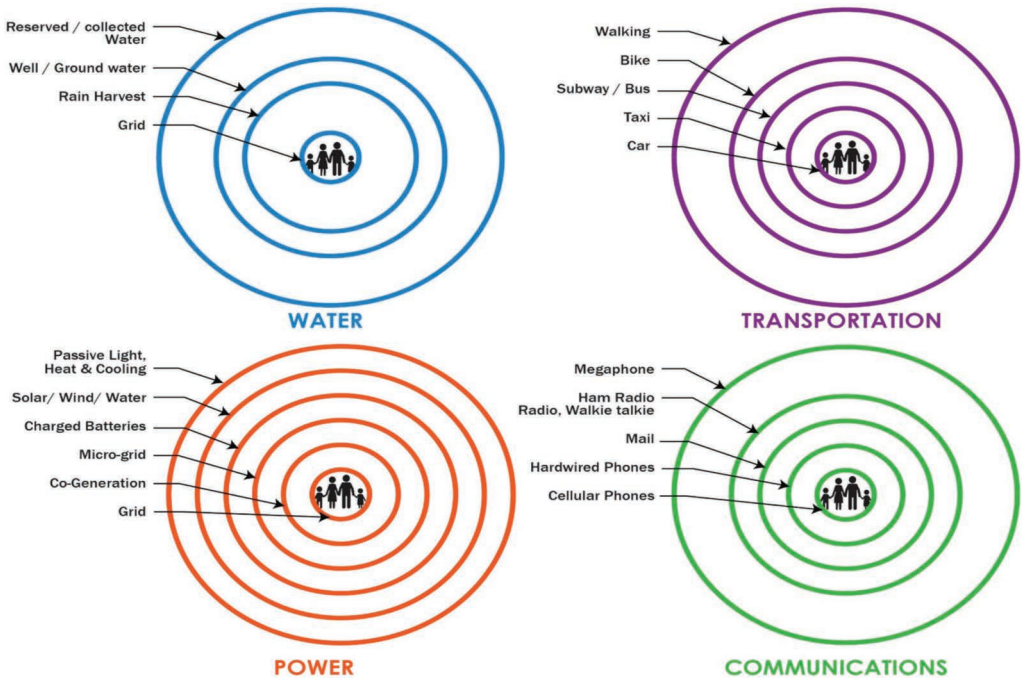 Reserved / collected
Water
Well / Ground water
Rain Harvest
Grid
WATER
Walking
Bike
Subway / Bus
Taxi
Car
TRANSPORTATION
Passive Light,
Heat & Cooling
Solar/ Wind/ Water
Charged Batteries
Micro-grid
Co-Generation
Grid
POWER
Megaphone
Ham Radio
Radio, Walkie talkie
Mail
Hardwired Phones
Cellular Phones
COMMUNICATIONS